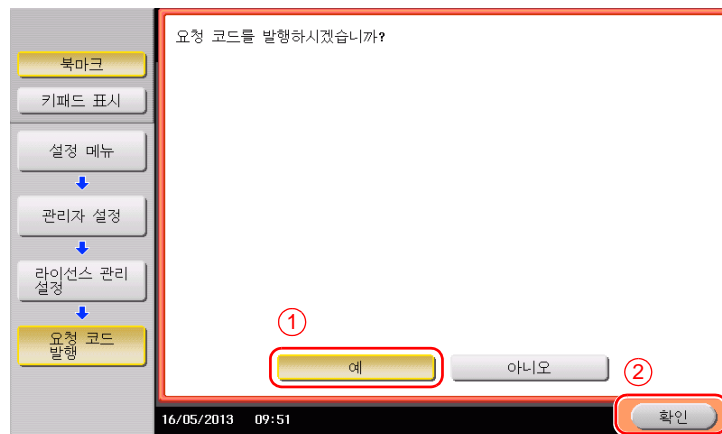 북마크
키패드 표시
설정 메뉴
관리자 설정
라이선스 관리
설정
요청 코드
발행
요청 코드를 발행하시겠습니까?
①
예
아니오
②
16/05/2013 09:51
확인